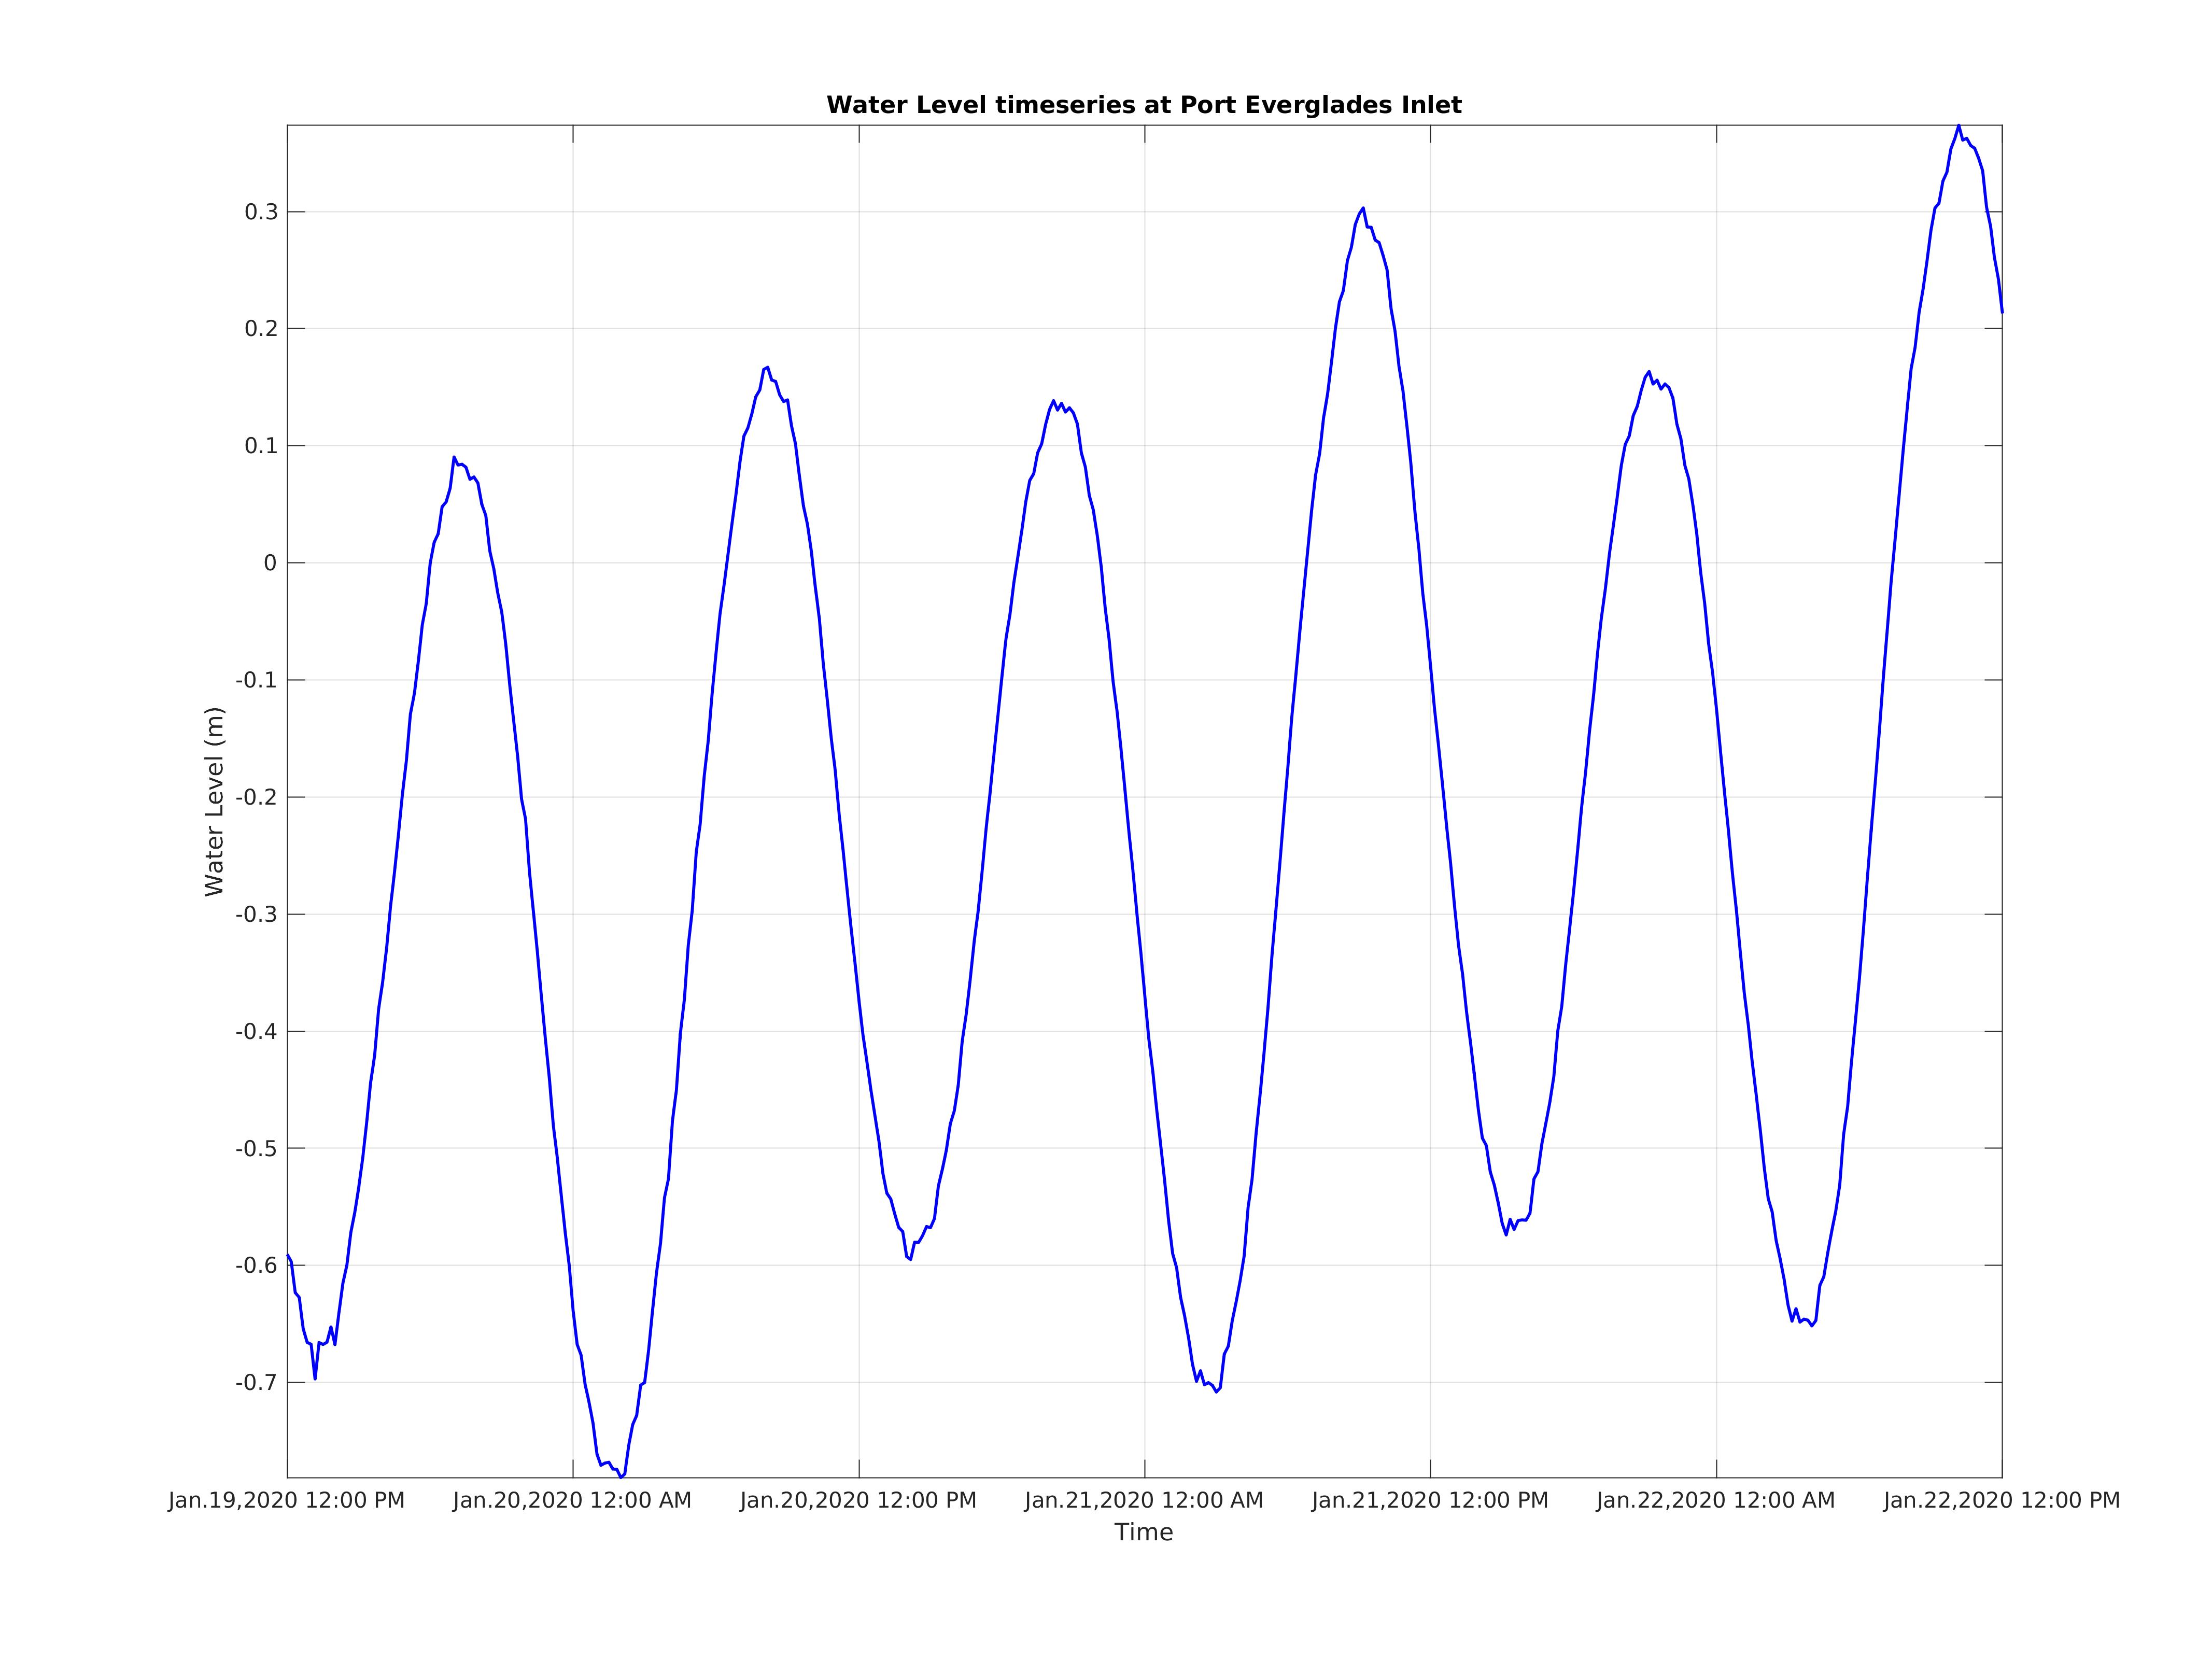 Water Level timeseries at Port Everglades Inlet
0.3
0.2
0.1
0
-0.1
-0.2
-0.3
-0.4
-0.5
-0.6
-0.7
Water Level (m)
Jan.19,2020 12:00 PM Jan.20,2020 12:00 AM Jan.20,2020 12:00 PM Jan.21,2020 12:00 AM Jan.21,2020 12:00 PM Jan.22,2020 12:00 AM Jan.22,2020 12:00 PM
Time